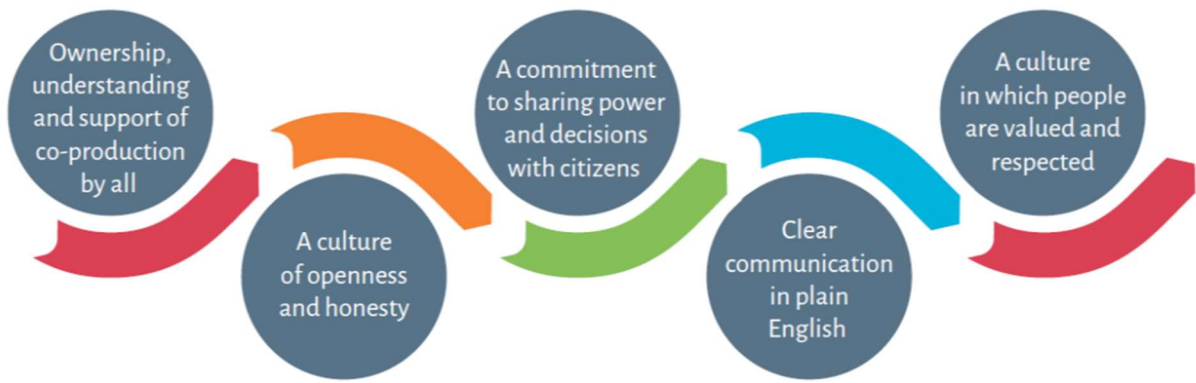 Ownership,
understanding
and support of
co-production
by all
A culture
of openness
and honesty
A commitment
to sharing power
and decisions
with citizens
Clear
communication
in plain
English
A culture
in which people
are valued and
respected